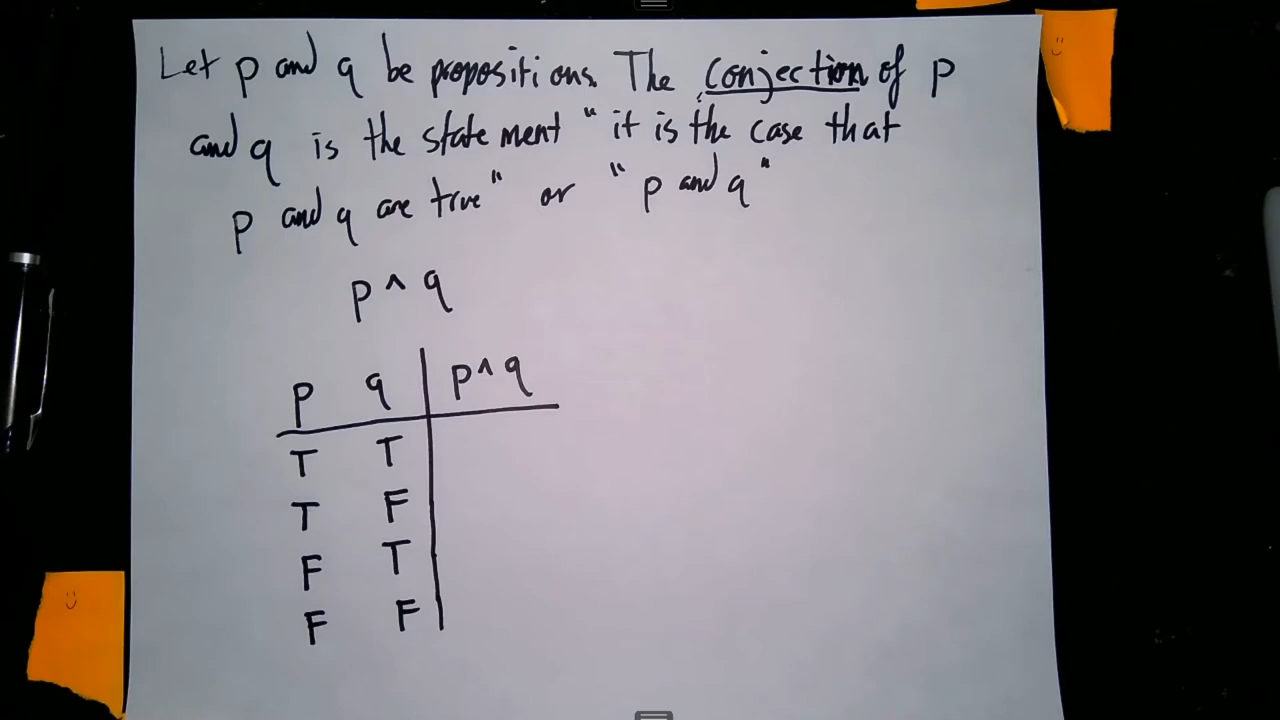 Let p and q be propositions. The conjection of p
and q is the statement "it is the case that
p and q are true" or "p and q"
p ^ q
p q p ^ q
T T
T F
F T
F F